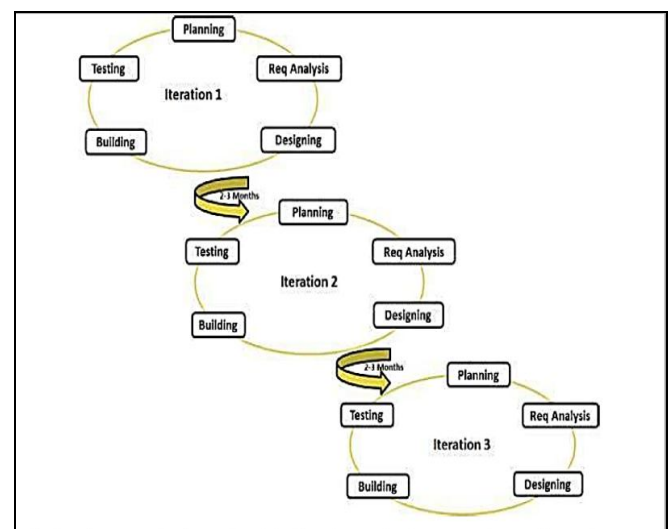 Planning
Testing
Req Analysis
Iteration 1
Building
Designing
2-3 Months
Planning
Testing
Req Analysis
Iteration 2
Building
Designing
2-3 Months
Planning
Testing
Req Analysis
Iteration 3
Building
Designing